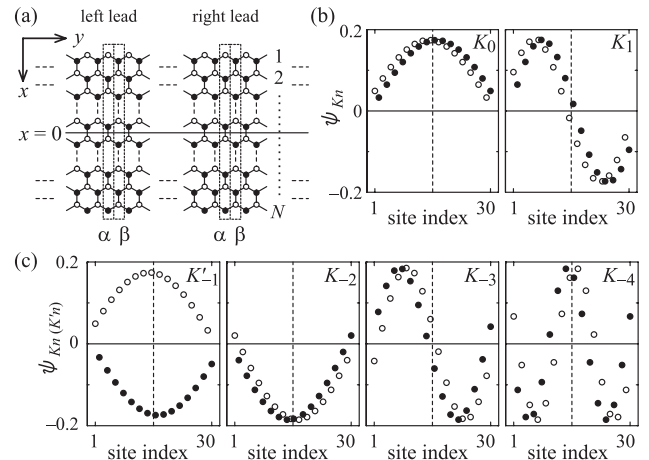 (a)
left lead
right lead
y
x
1
2
x = 0
N
α β
α β
(b)
ψKn
0.2
0
−0.2
K0
K1
1
30
1
30
site index
site index
(c)
ψKn (K′n)
0.2
0
-0.2
K′−1
K−2
K−3
K−4
1
30
1
30
1
30
1
30
site index
site index
site index
site index